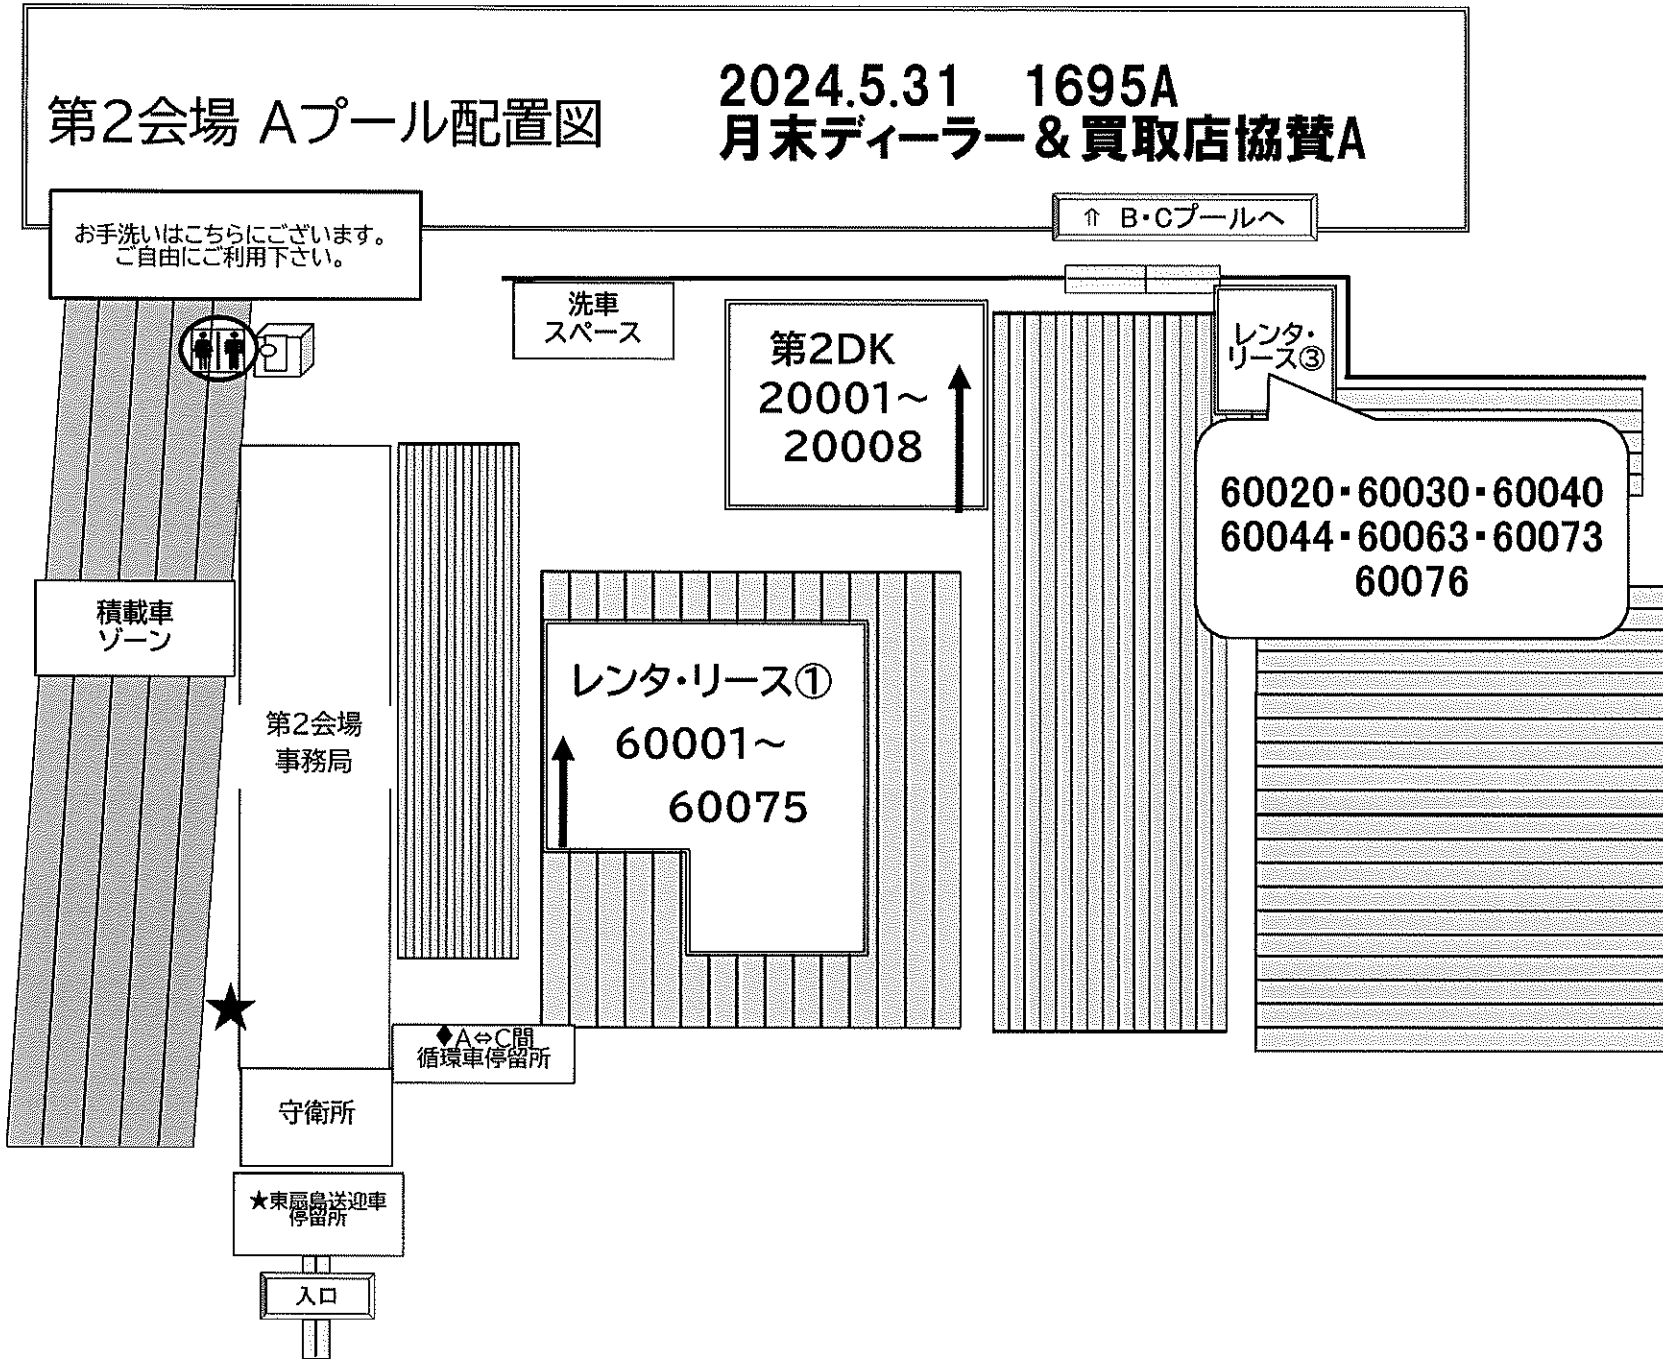 第2会場 Aプール配置図
2024.5.31 1695A
月末ディーラー&買取店協賛A
⇑ B・Cプールへ
お手洗いはこちらにございます。
ご自由にご利用下さい。
洗車
スペース
第2DK
20001～
20008
レンタ・
リース③
60020・60030・60040
60044・60063・60073
60076
積載車
ゾーン
第2会場
事務局
レンタ・リース①
60001～
60075
★
◆A⇔C間
循環車停留所
守衛所
★東扇島送迎車
停留所
入口